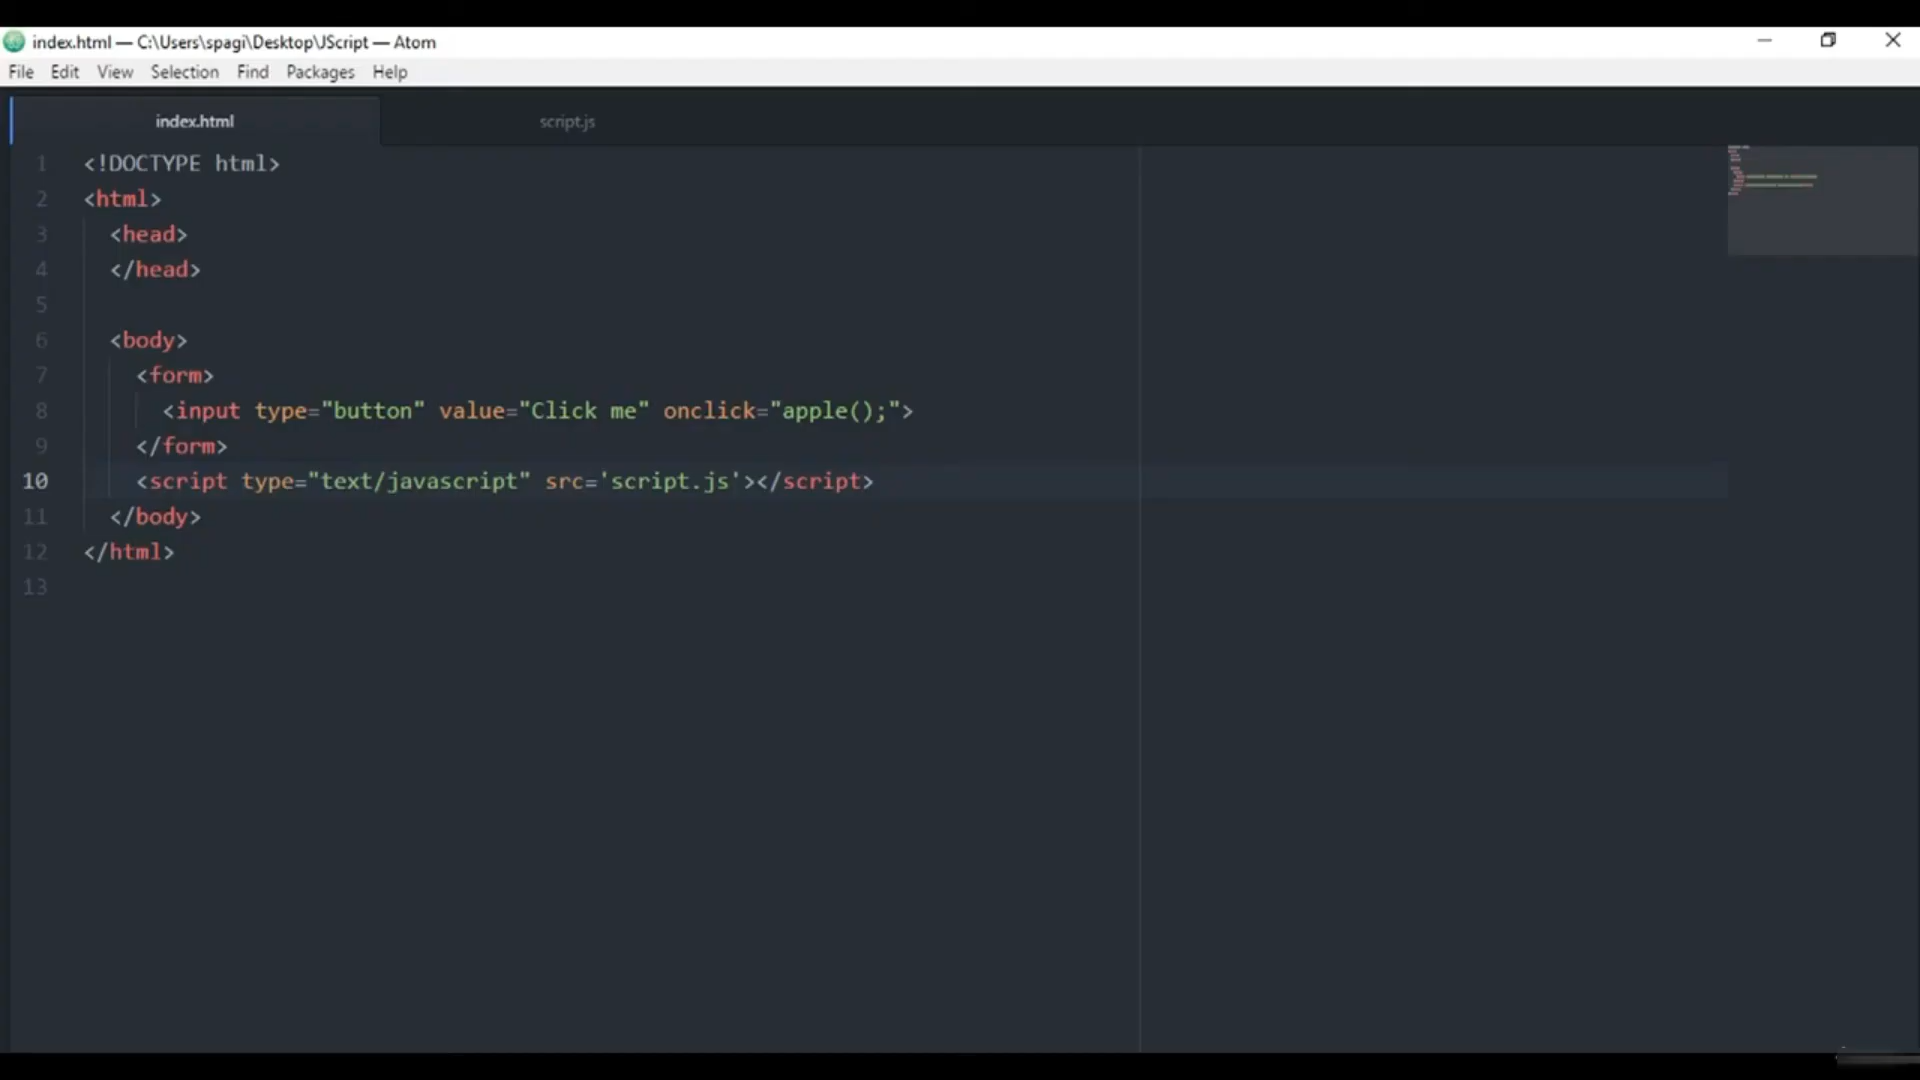 index.html — C:\Users\spagi\Desktop\JScript — Atom
File Edit View Selection Find Packages Help
index.html script.js
1 <!DOCTYPE html>
2 <html>
3 <head>
4 </head>
5
6 <body>
7 <form>
8 <input type="button" value="Click me" onclick="apple();">
9 </form>
10 <script type="text/javascript" src='script.js'></script>
11 </body>
12 </html>
13